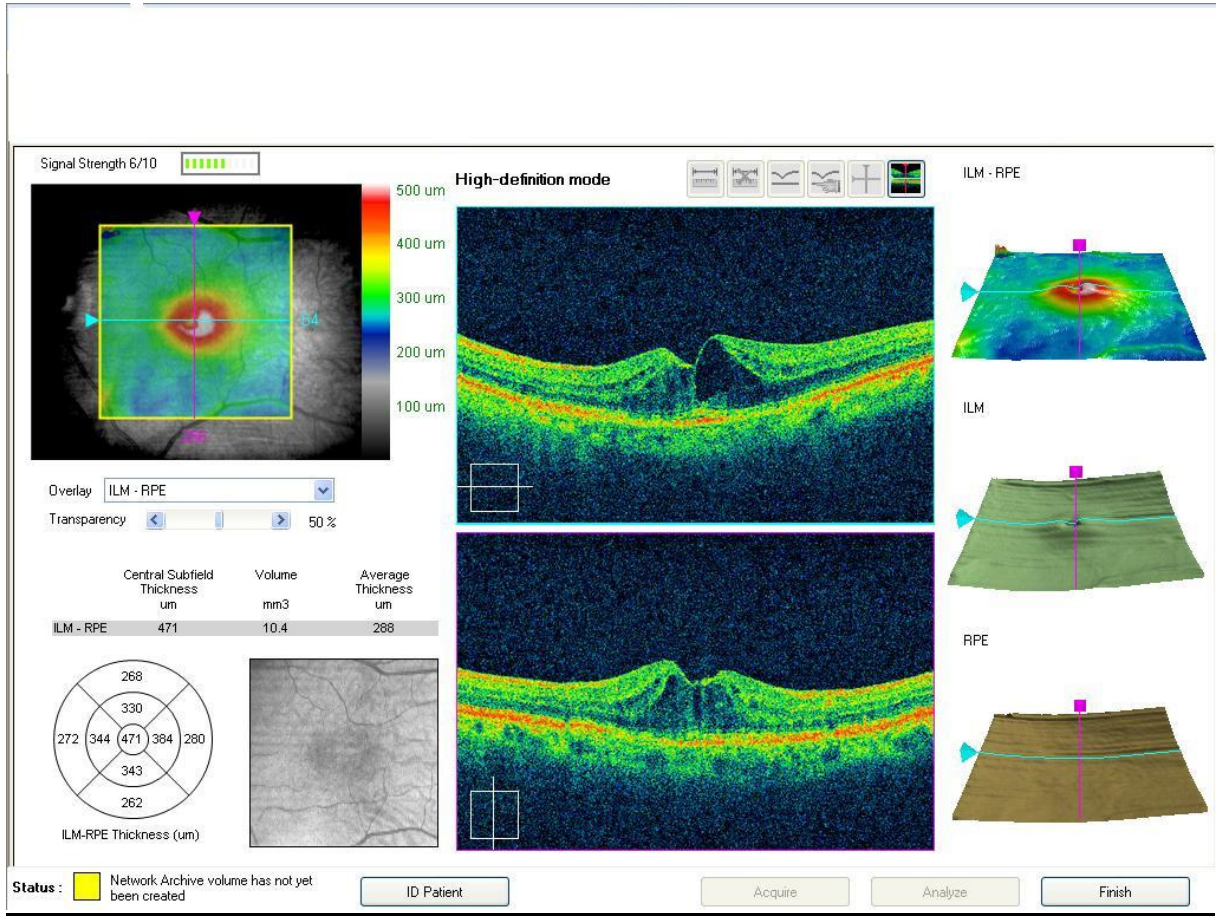 Signal Strength 6/10
500 um
400 um
300 um
200 um
100 um
64
High-definition mode
ILM - RPE
ILM
RPE
Overlay ILM - RPE
Transparency 50 %
Central Subfield Thickness um
Volume mm3
Average Thickness um
ILM - RPE 471 10.4 288
268
330
272 344 471 384 280
343
262
ILM-RPE Thickness (um)
Status :
Network Archive volume has not yet
been created
ID Patient
Acquire
Analyze
Finish